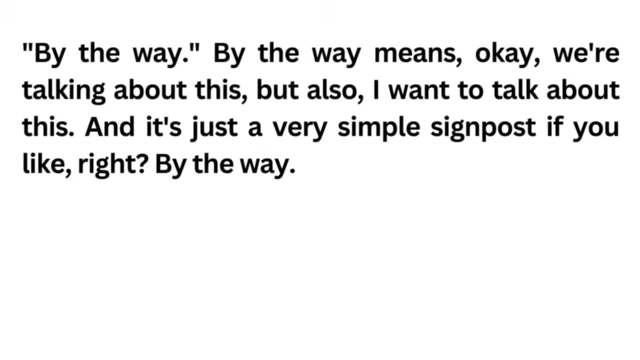 "By the way." By the way means, okay, we're
talking about this, but also, I want to talk about
this. And it's just a very simple signpost if you
like, right? By the way.